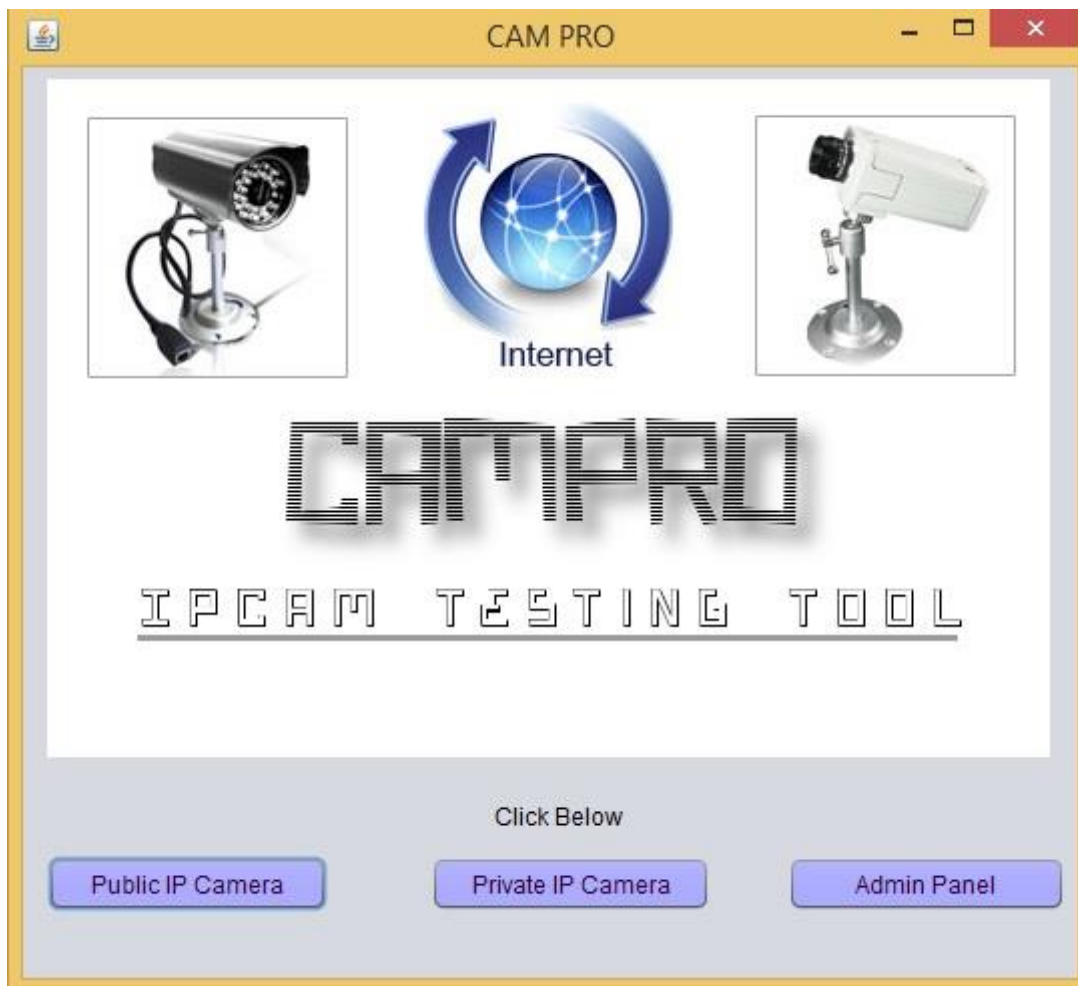 CAM PRO
Internet
CAMPRO
IPCAM TESTING TOOL
Click Below
Public IP Camera
Private IP Camera
Admin Panel